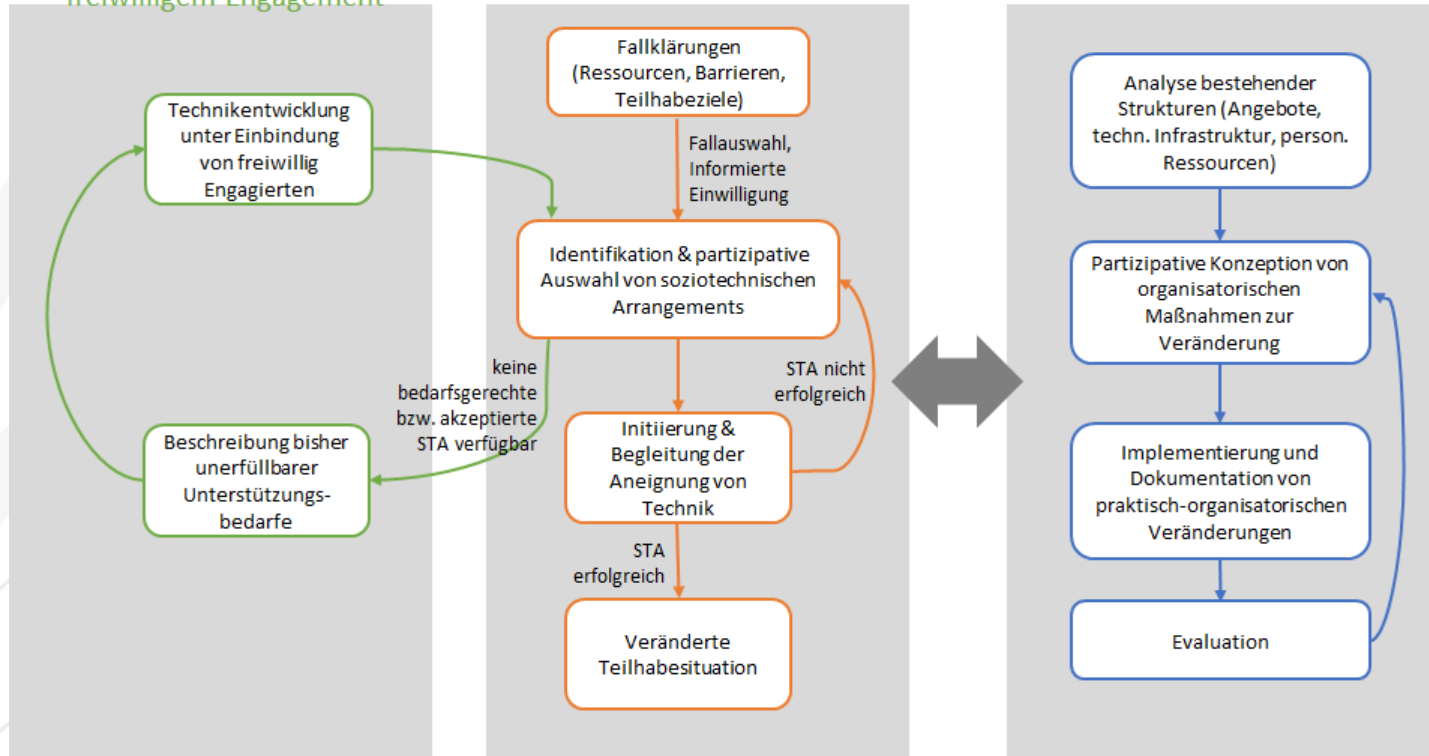 freiwilligem Engagement
Technikentwicklung
unter Einbindung
von freiwillig
Engagierten
Beschreibung bisher
unerfüllbarer
Unterstützungs-
bedarfe
keine
bedarfsgerechte
bzw. akzeptierte
STA verfügbar
Fallklärungen
(Ressourcen, Barrieren,
Teilhabeziele)
Fallauswahl,
Informierte
Einwilligung
Identifikation & partizipative
Auswahl von soziotechnischen
Arrangements
STA nicht
erfolgreich
Initiierung &
Begleitung der
Aneignung von
Technik
STA
erfolgreich
Veränderte
Teilhabesituation
Analyse bestehender
Strukturen (Angebote,
techn. Infrastruktur, person.
Ressourcen)
Partizipative Konzeption von
organisatorischen
Maßnahmen zur
Veränderung
Implementierung und
Dokumentation von
praktisch-organisatorischen
Veränderungen
Evaluation